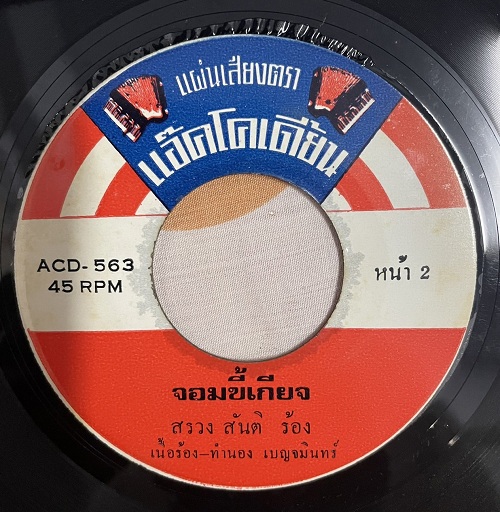 แผ่นเสียงตรา
แอ๊คโคเดียน
ACD-563
45 RPM
หน้า 2
จอมขี้เกียจ
สรวง สันติ ร้อง
เนื้อร้อง-ทำนอง เบญจมินทร์